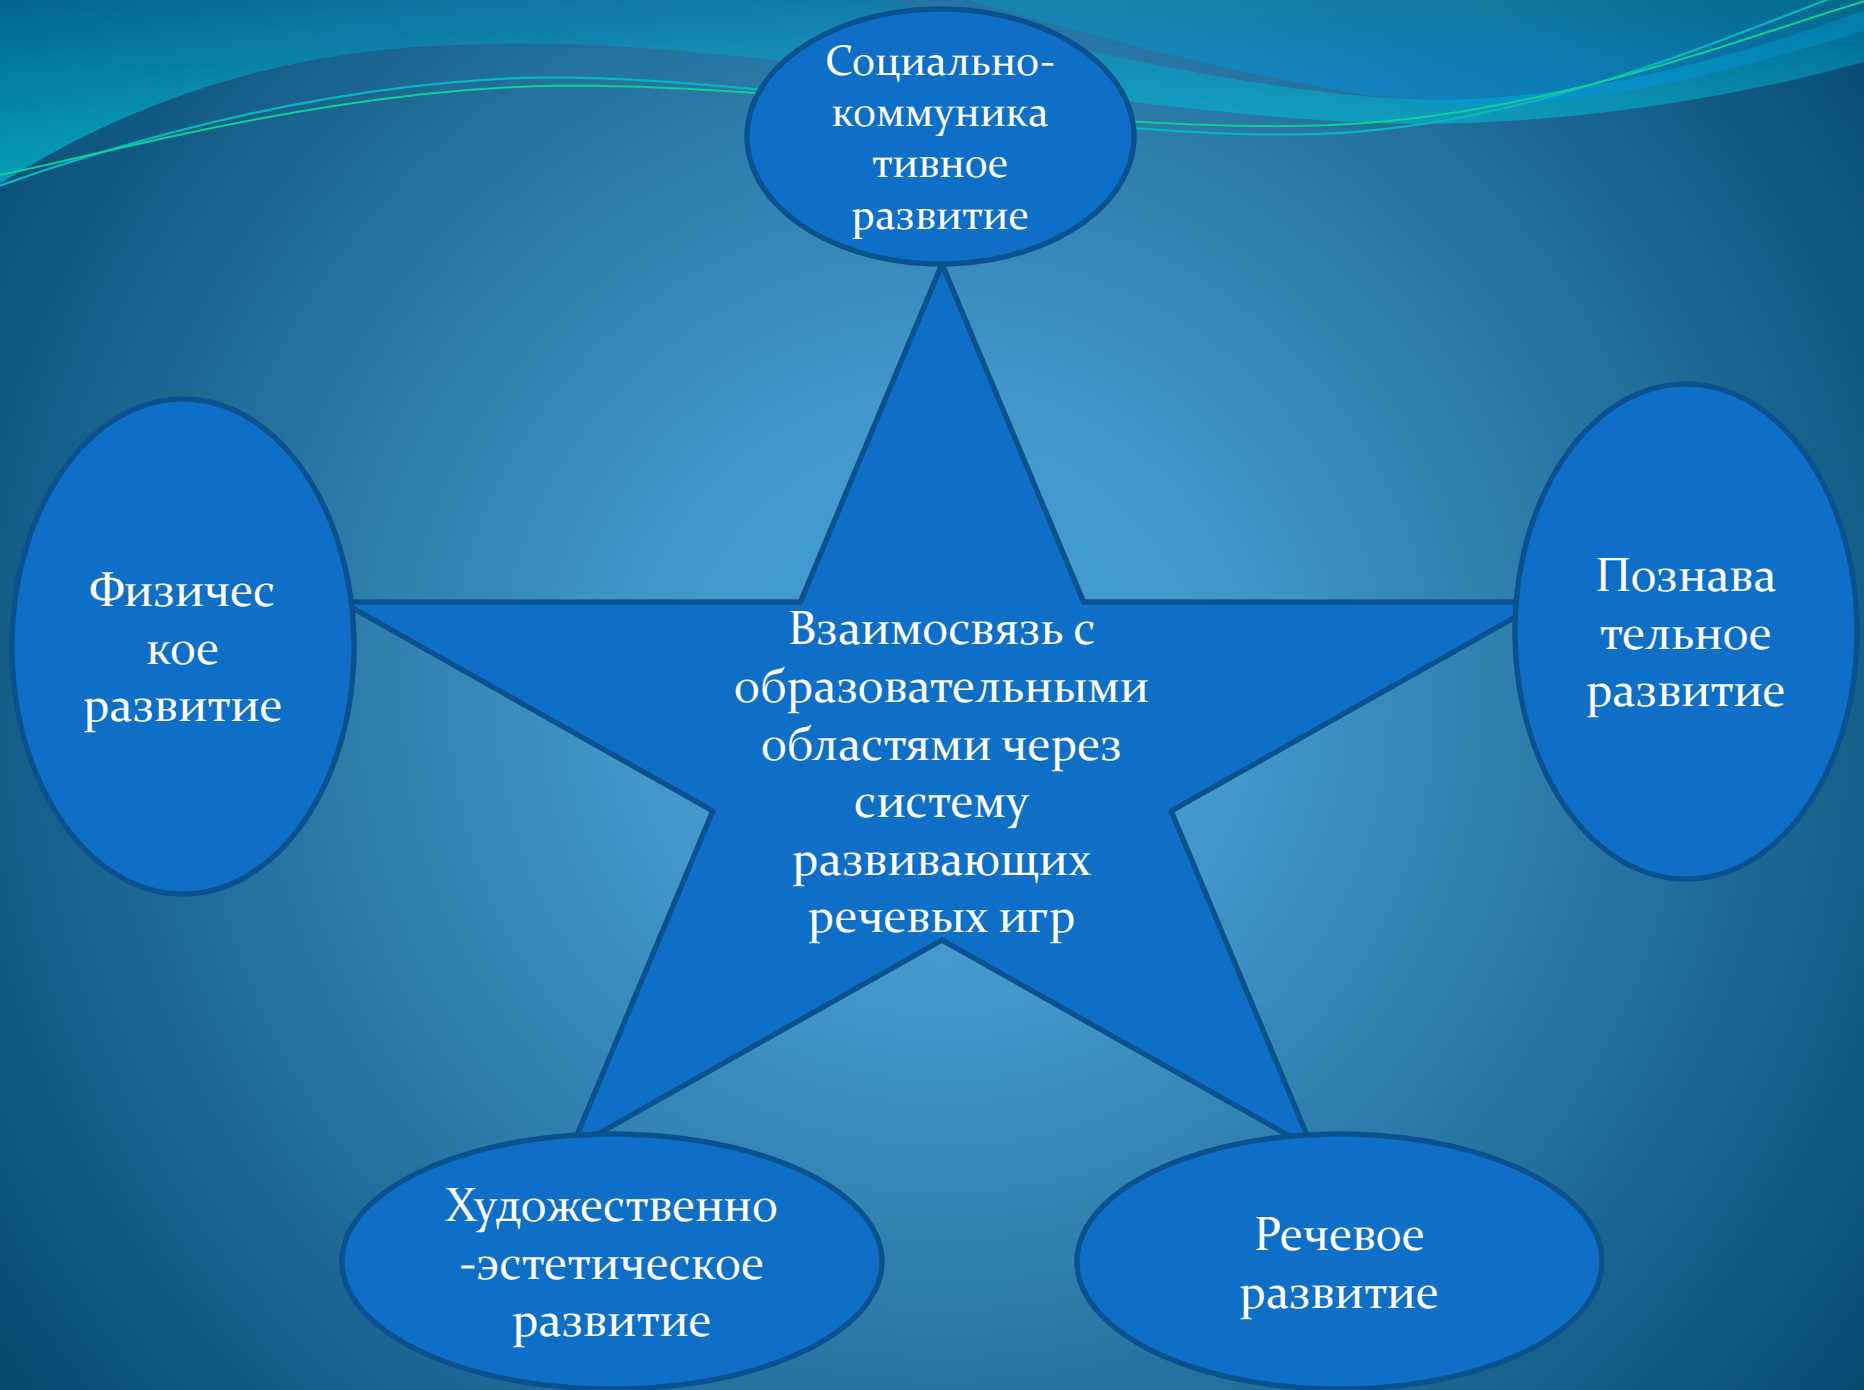 Социально-
коммуника
тивное
развитие
Физичес
кое
развитие
Познава
тельное
развитие
Взаимосвязь с
образовательными
областями через
систему
развивающих
речевых игр
Художественно
-эстетическое
развитие
Речевое
развитие